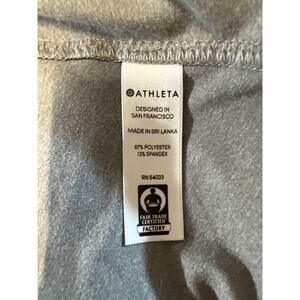 ATHLETA
DESIGNED IN
SAN FRANCISCO
MADE IN SRI LANKA
87% POLYESTER
13% SPANDEX
RN 54023
FAIR TRADE
CERTIFIED
FACTORY